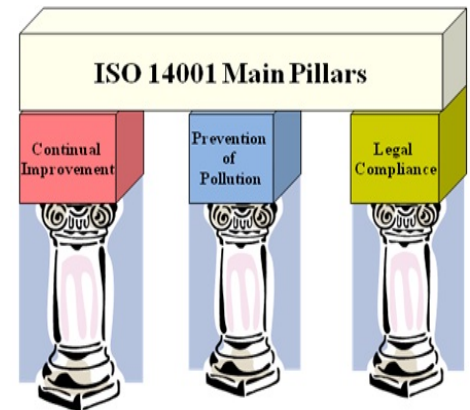 ISO 14001 Main Pillars
Continual
Improvement
Prevention
of
Pollution
Legal
Compliance